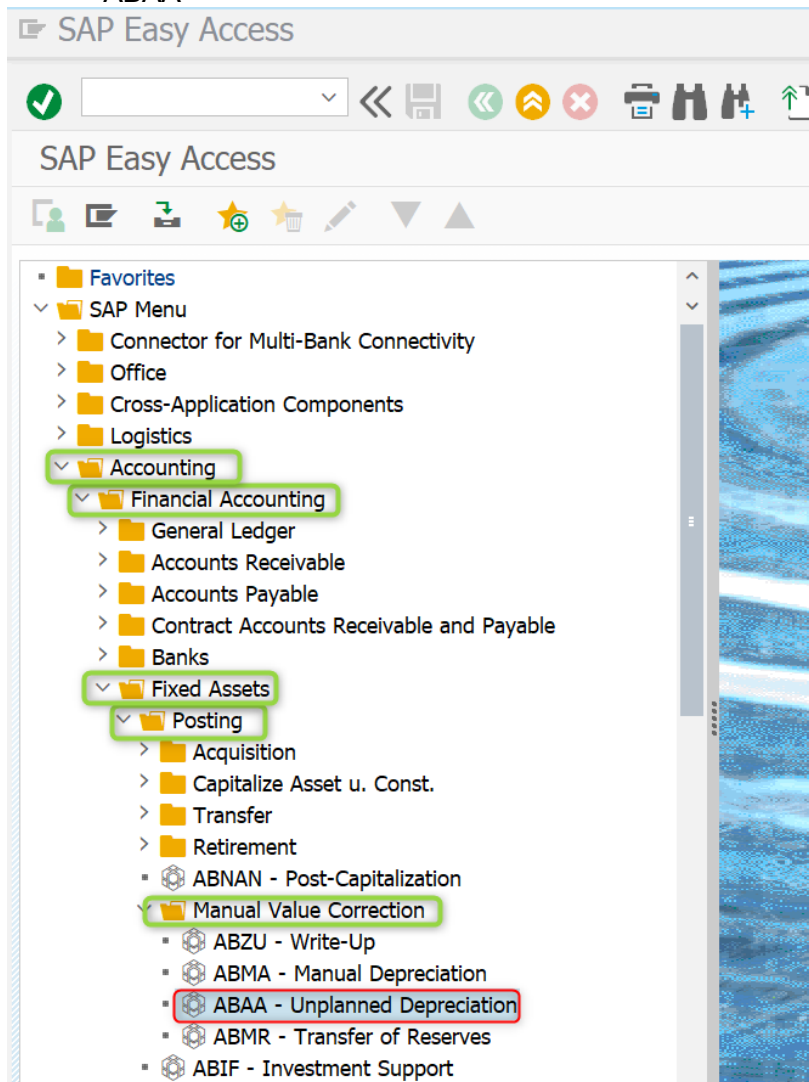 ABAA
SAP Easy Access
SAP Easy Access
Favorites
SAP Menu
Connector for Multi-Bank Connectivity
Office
Cross-Application Components
Logistics
Accounting
Financial Accounting
General Ledger
Accounts Receivable
Accounts Payable
Contract Accounts Receivable and Payable
Banks
Fixed Assets
Posting
Acquisition
Capitalize Asset u. Const.
Transfer
Retirement
ABNAN - Post-Capitalization
Manual Value Correction
ABZU - Write-Up
ABMA - Manual Depreciation
ABAA - Unplanned Depreciation
ABMR - Transfer of Reserves
ABIF - Investment Support